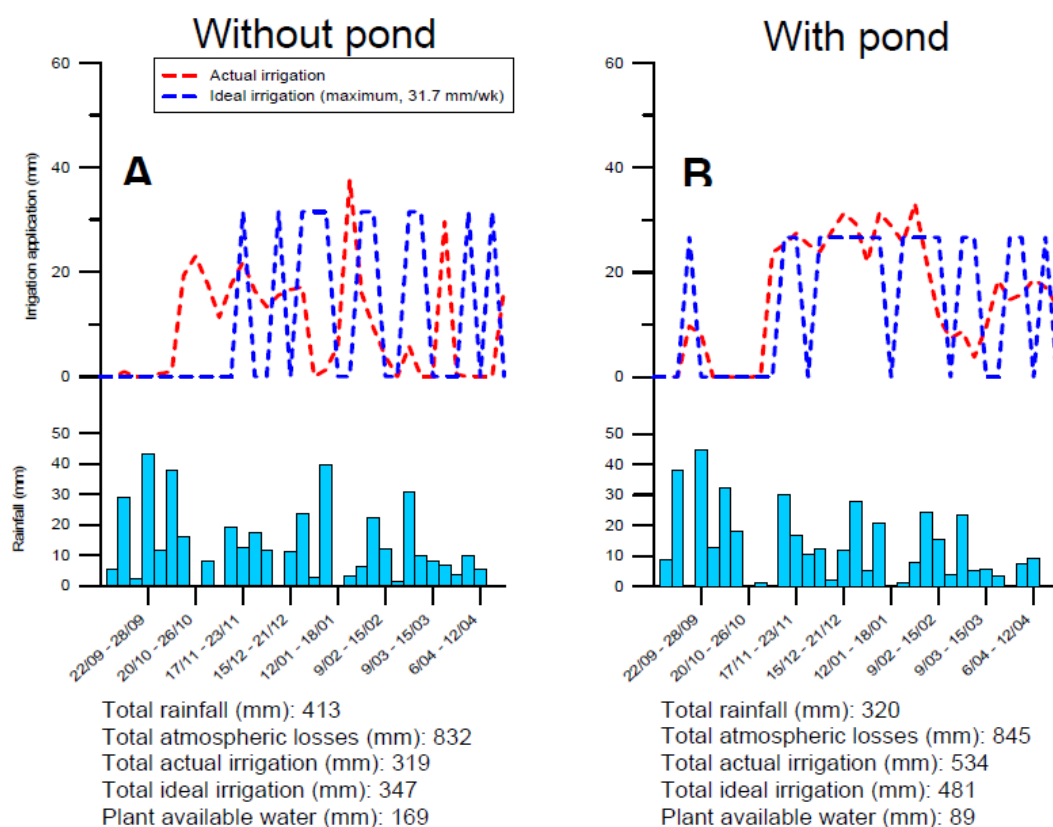 Without pond
With pond
Actual irrigation
Ideal irrigation (maximum, 31.7 mm/wk)
A
B
Irrigation application (mm)
60
40
20
0
Irrigation application (mm)
60
40
20
0
Rainfall (mm)
50
40
30
20
10
0
Rainfall (mm)
50
40
30
20
10
0
22/09 - 28/09
20/10 - 26/10
17/11 - 23/11
15/12 - 21/12
12/01 - 18/01
9/02 - 15/02
9/03 - 15/03
6/04 - 12/04
22/09 - 28/09
20/10 - 26/10
17/11 - 23/11
15/12 - 21/12
12/01 - 18/01
9/02 - 15/02
9/03 - 15/03
6/04 - 12/04
Total rainfall (mm): 413
Total atmospheric losses (mm): 832
Total actual irrigation (mm): 319
Total ideal irrigation (mm): 347
Plant available water (mm): 169
Total rainfall (mm): 320
Total atmospheric losses (mm): 845
Total actual irrigation (mm): 534
Total ideal irrigation (mm): 481
Plant available water (mm): 89